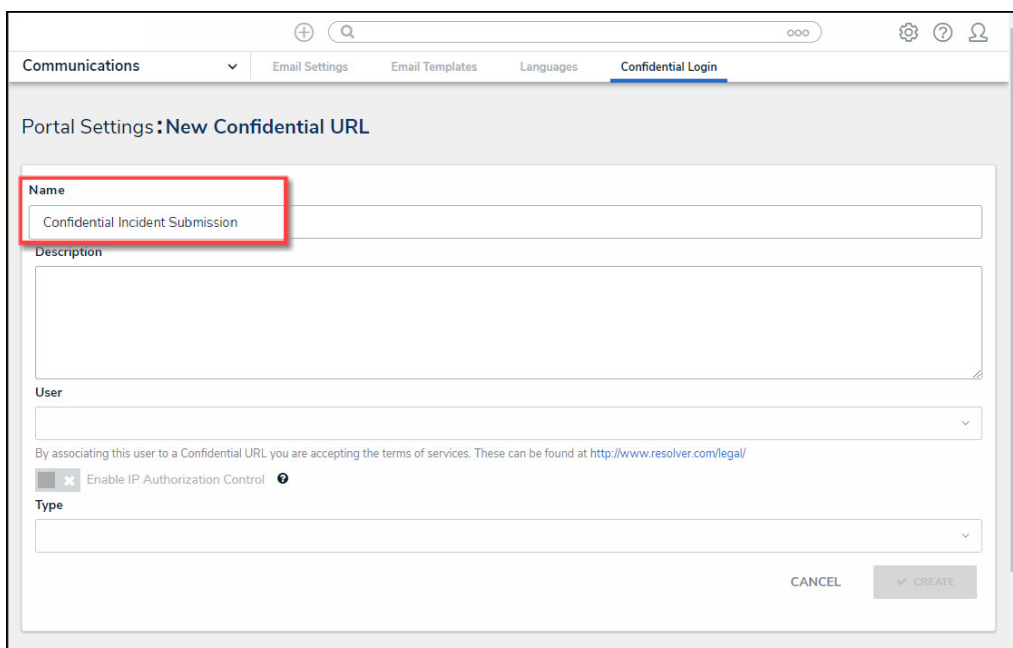 Communications
Email Settings
Email Templates
Languages
Confidential Login
Portal Settings:New Confidential URL
Name
Confidential Incident Submission
Description
User
By associating this user to a Confidential URL you are accepting the terms of services. These can be found at http://www.resolver.com/legal/
Enable IP Authorization Control
Type
CANCEL
CREATE